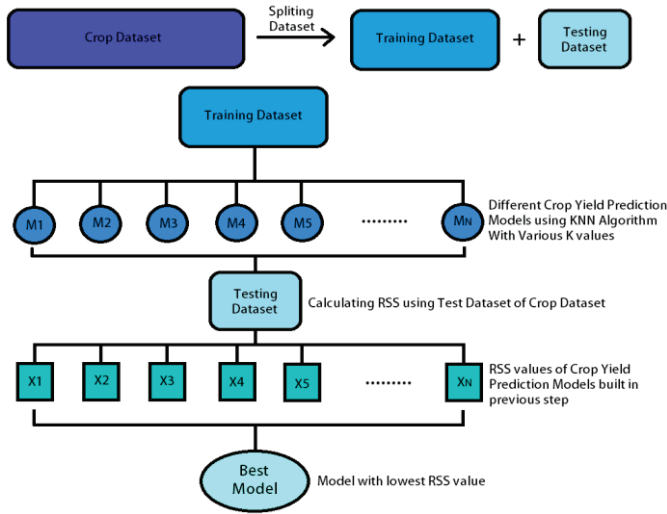 Crop Dataset
Spliting
Dataset
Training Dataset
+
Testing
Dataset
Training Dataset
M1
M2
M3
M4
M5
.........
MN
Different Crop Yield Prediction
Models using KNN Algorithm
With Various K values
Testing
Dataset
Calculating RSS using Test Dataset of Crop Dataset
X1
X2
X3
X4
X5
.........
XN
RSS values of Crop Yield
Prediction Models built in
previous step
Best
Model
Model with lowest RSS value